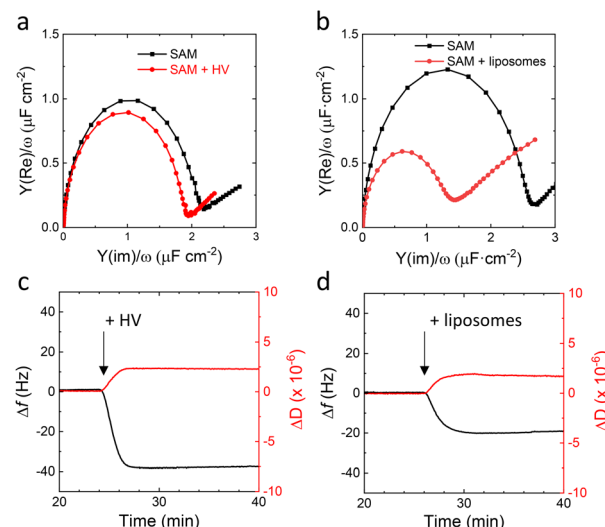 a
SAM
SAM + HV
Y(Re)/ω (μF cm⁻²)
1.5
1.0
0.5
0.0
0
1
2
3
Y(im)/ω (μF cm⁻²)
b
SAM
SAM + liposomes
Y(Re)/ω (μF·cm⁻²)
1.5
1.0
0.5
0.0
0
1
2
3
Y(im)/ω (μF·cm⁻²)
c
+ HV
Δf (Hz)
40
20
0
-20
-40
20
30
40
Time (min)
10
5
0
-5
-10
ΔD (x 10⁻⁶)
d
+ liposomes
Δf (Hz)
40
20
0
-20
-40
20
30
40
Time (min)
10
5
0
-5
-10
ΔD (x 10⁻⁶)